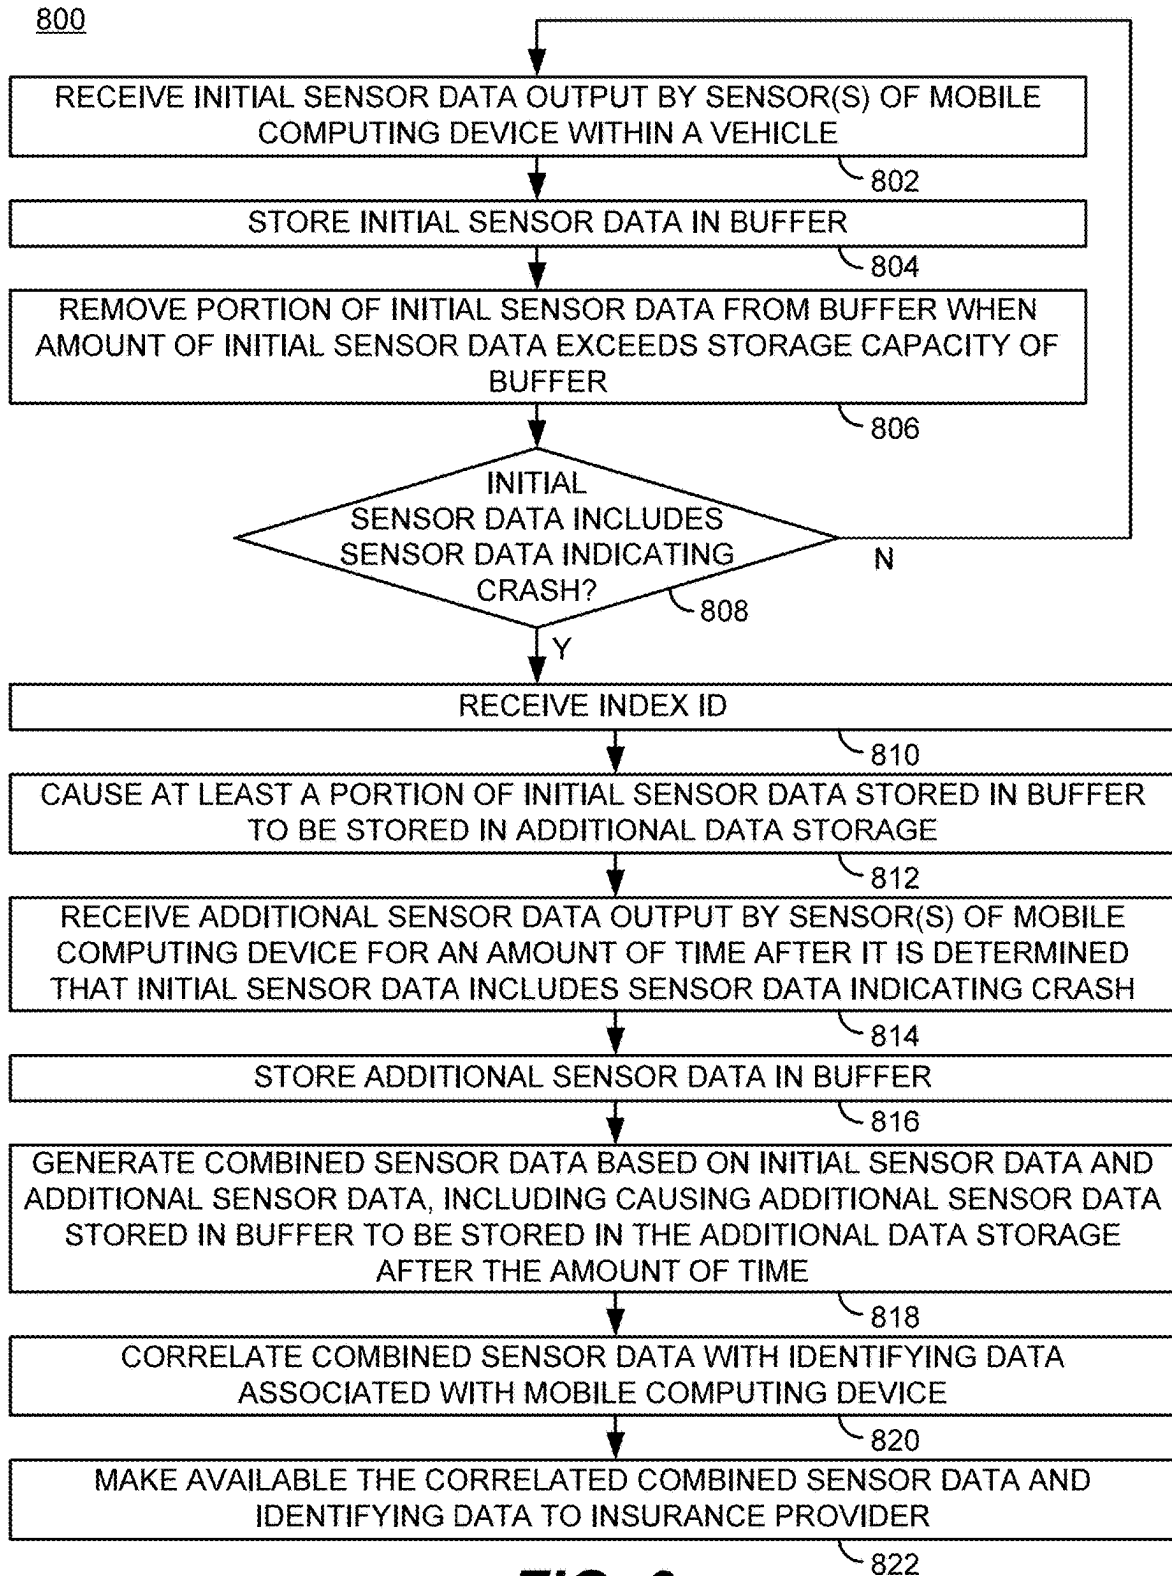 800
RECEIVE INITIAL SENSOR DATA OUTPUT BY SENSOR(S) OF MOBILE
COMPUTING DEVICE WITHIN A VEHICLE
802
STORE INITIAL SENSOR DATA IN BUFFER
804
REMOVE PORTION OF INITIAL SENSOR DATA FROM BUFFER WHEN
AMOUNT OF INITIAL SENSOR DATA EXCEEDS STORAGE CAPACITY OF
BUFFER
806
INITIAL
SENSOR DATA INCLUDES
SENSOR DATA INDICATING
CRASH?
N
808
Y
RECEIVE INDEX ID
810
CAUSE AT LEAST A PORTION OF INITIAL SENSOR DATA STORED IN BUFFER
TO BE STORED IN ADDITIONAL DATA STORAGE
812
RECEIVE ADDITIONAL SENSOR DATA OUTPUT BY SENSOR(S) OF MOBILE
COMPUTING DEVICE FOR AN AMOUNT OF TIME AFTER IT IS DETERMINED
THAT INITIAL SENSOR DATA INCLUDES SENSOR DATA INDICATING CRASH
814
STORE ADDITIONAL SENSOR DATA IN BUFFER
816
GENERATE COMBINED SENSOR DATA BASED ON INITIAL SENSOR DATA AND
ADDITIONAL SENSOR DATA, INCLUDING CAUSING ADDITIONAL SENSOR DATA
STORED IN BUFFER TO BE STORED IN THE ADDITIONAL DATA STORAGE
AFTER THE AMOUNT OF TIME
818
CORRELATE COMBINED SENSOR DATA WITH IDENTIFYING DATA
ASSOCIATED WITH MOBILE COMPUTING DEVICE
820
MAKE AVAILABLE THE CORRELATED COMBINED SENSOR DATA AND
IDENTIFYING DATA TO INSURANCE PROVIDER
822